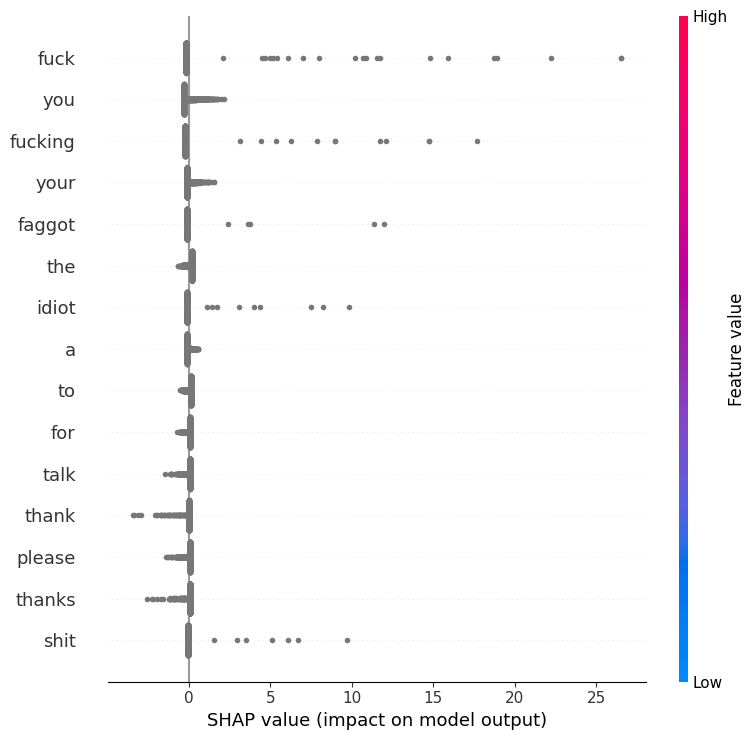 High
fuck
you
fucking
your
faggot
the
idiot
a
to
for
talk
thank
please
thanks
shit
Feature value
Low
0 5 10 15 20 25
SHAP value (impact on model output)